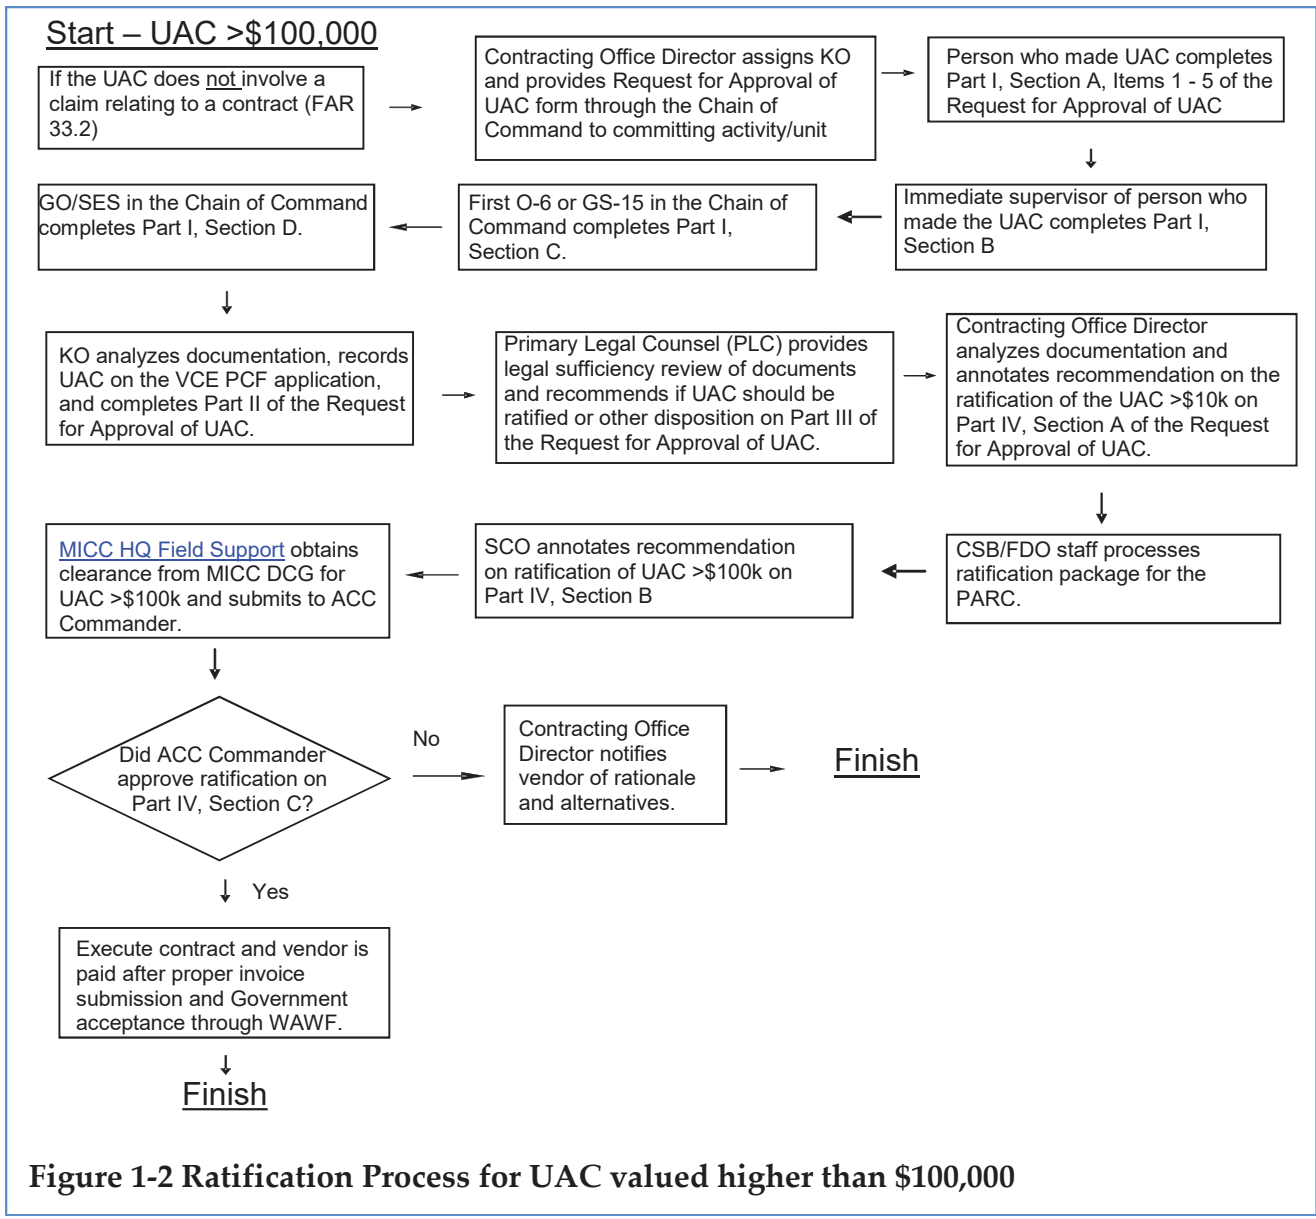 Start – UAC >$100,000
If the UAC does not involve a
claim relating to a contract (FAR
33.2)
Contracting Office Director assigns KO
and provides Request for Approval of
UAC form through the Chain of
Command to committing activity/unit
Person who made UAC completes
Part I, Section A, Items 1 - 5 of the
Request for Approval of UAC
Immediate supervisor of person who
made the UAC completes Part I,
Section B
First O-6 or GS-15 in the Chain of
Command completes Part I,
Section C.
GO/SES in the Chain of Command
completes Part I, Section D.
KO analyzes documentation, records
UAC on the VCE PCF application,
and completes Part II of the Request
for Approval of UAC.
Primary Legal Counsel (PLC) provides
legal sufficiency review of documents
and recommends if UAC should be
ratified or other disposition on Part III of
the Request for Approval of UAC.
Contracting Office Director
analyzes documentation and
annotates recommendation on the
ratification of the UAC >$10k on
Part IV, Section A of the Request
for Approval of UAC.
CSB/FDO staff processes
ratification package for the
PARC.
SCO annotates recommendation
on ratification of UAC >$100k on
Part IV, Section B
MICC HQ Field Support obtains
clearance from MICC DCG for
UAC >$100k and submits to ACC
Commander.
Did ACC Commander
approve ratification on
Part IV, Section C?
No
Contracting Office
Director notifies
vendor of rationale
and alternatives.
Finish
Yes
Execute contract and vendor is
paid after proper invoice
submission and Government
acceptance through WAWF.
Finish
Figure 1-2 Ratification Process for UAC valued higher than $100,000